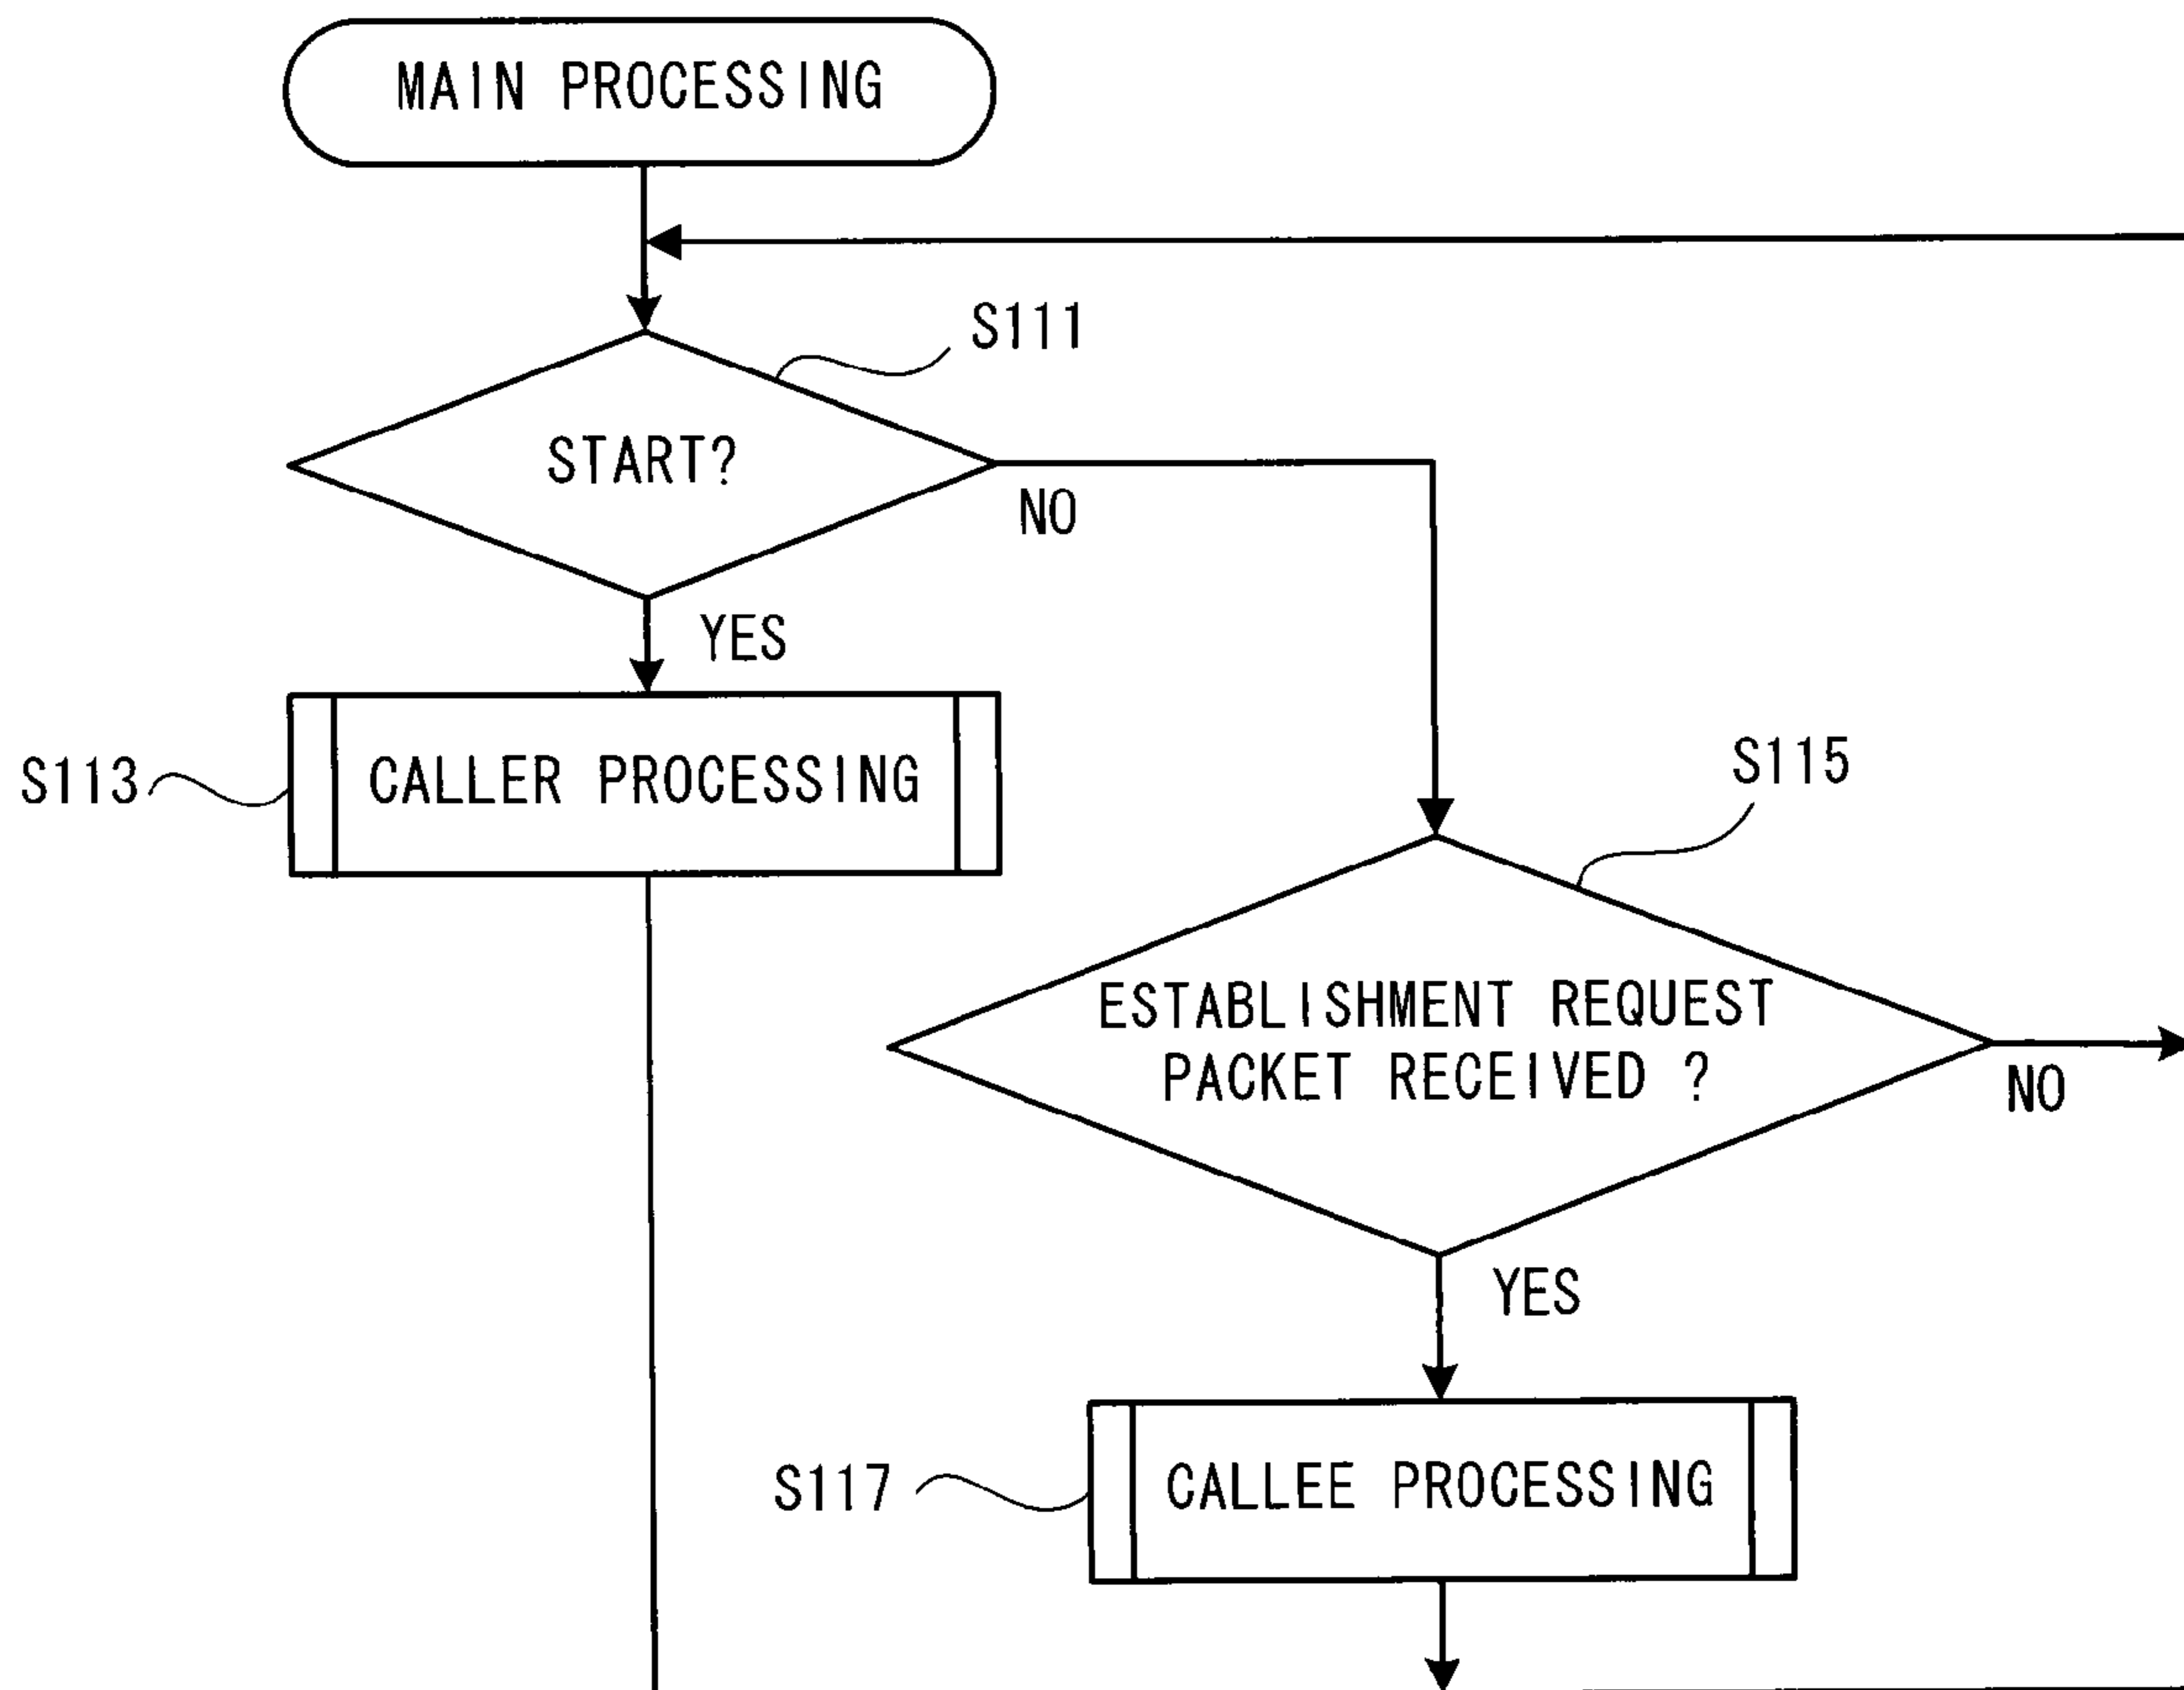 MAIN PROCESSING
S111
START?
NO
YES
S113
CALLER PROCESSING
S115
ESTABLISHMENT REQUEST
PACKET RECEIVED ?
NO
YES
S117
CALLEE PROCESSING